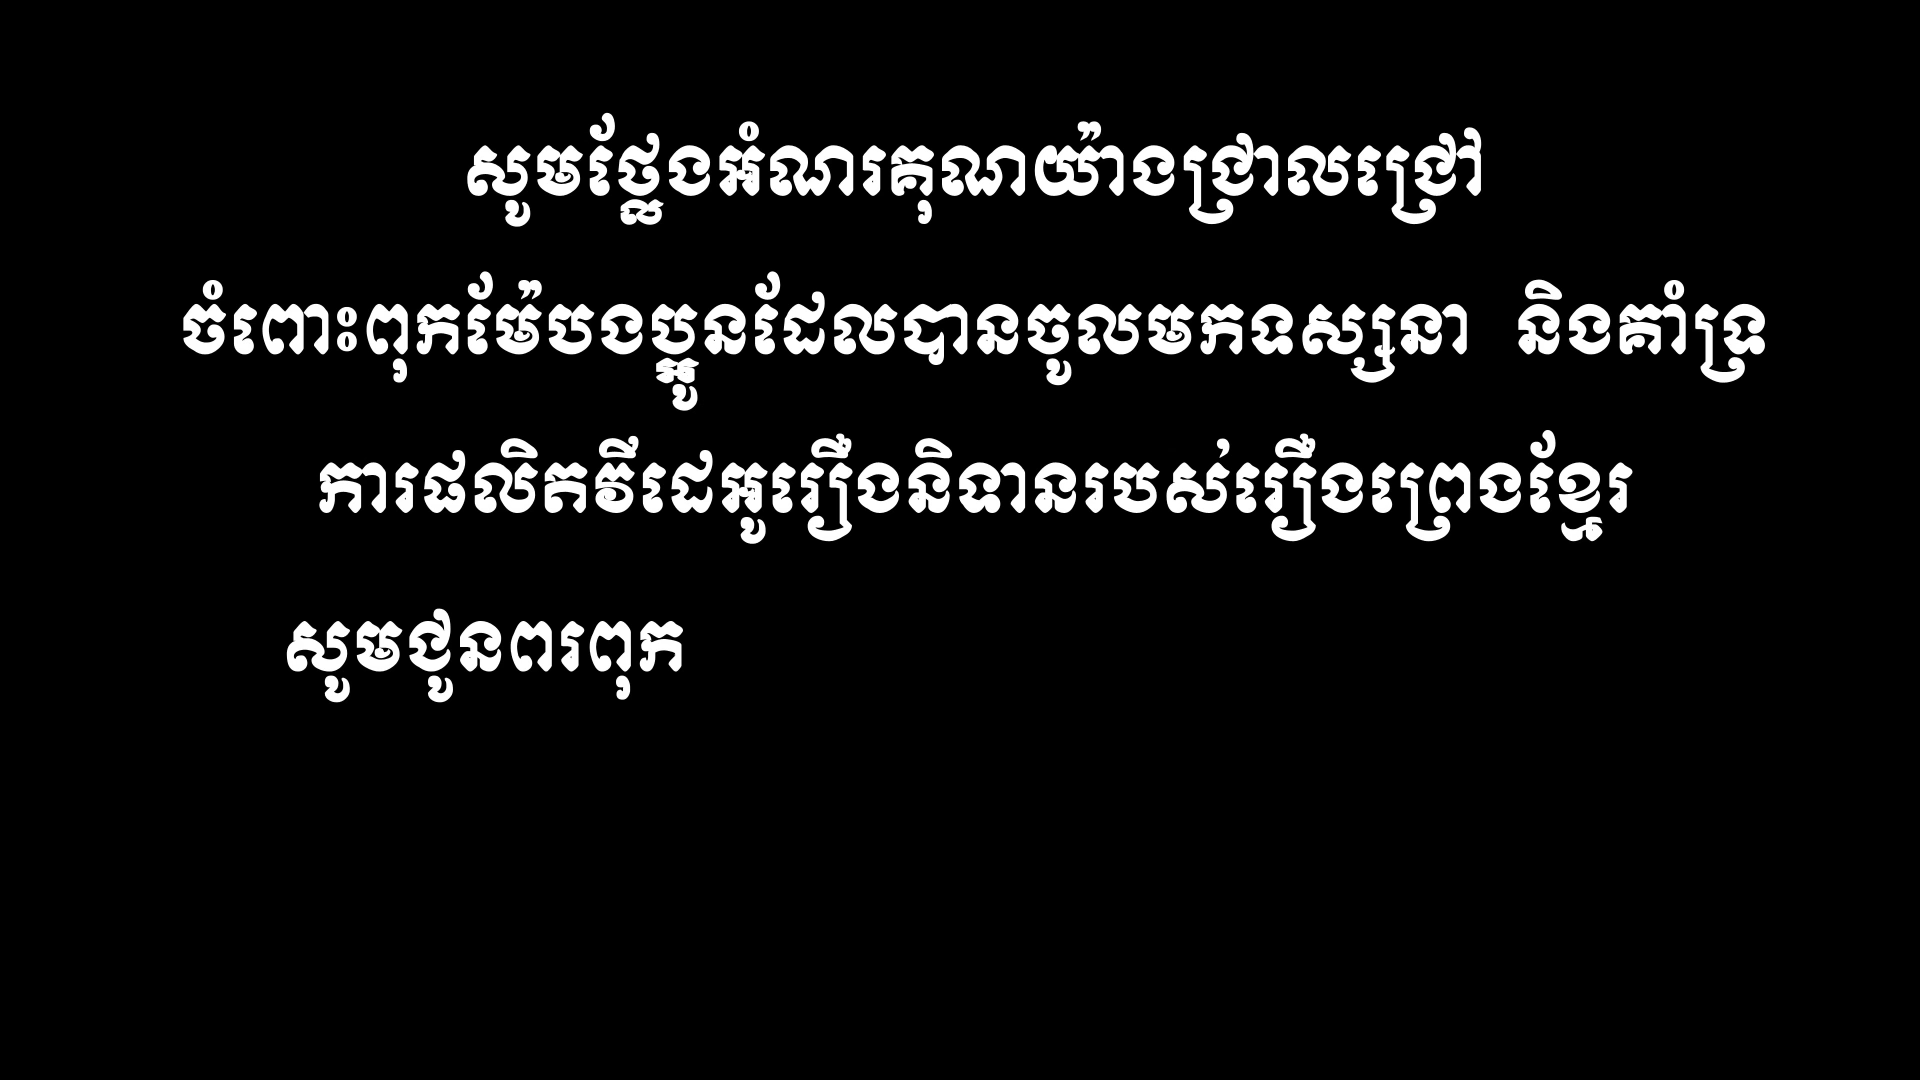 សូមថ្លែងអំណរគុណយ៉ាងជ្រាលជ្រៅ
ចំពោះពុកម៉ែបងប្អូនដែលបានចូលមកទស្សនា និងគាំទ្រ
ការផលិតវីដេអូរឿងនិទានរបស់រឿងព្រេងខ្មែរ
សូមជូនពរពុក